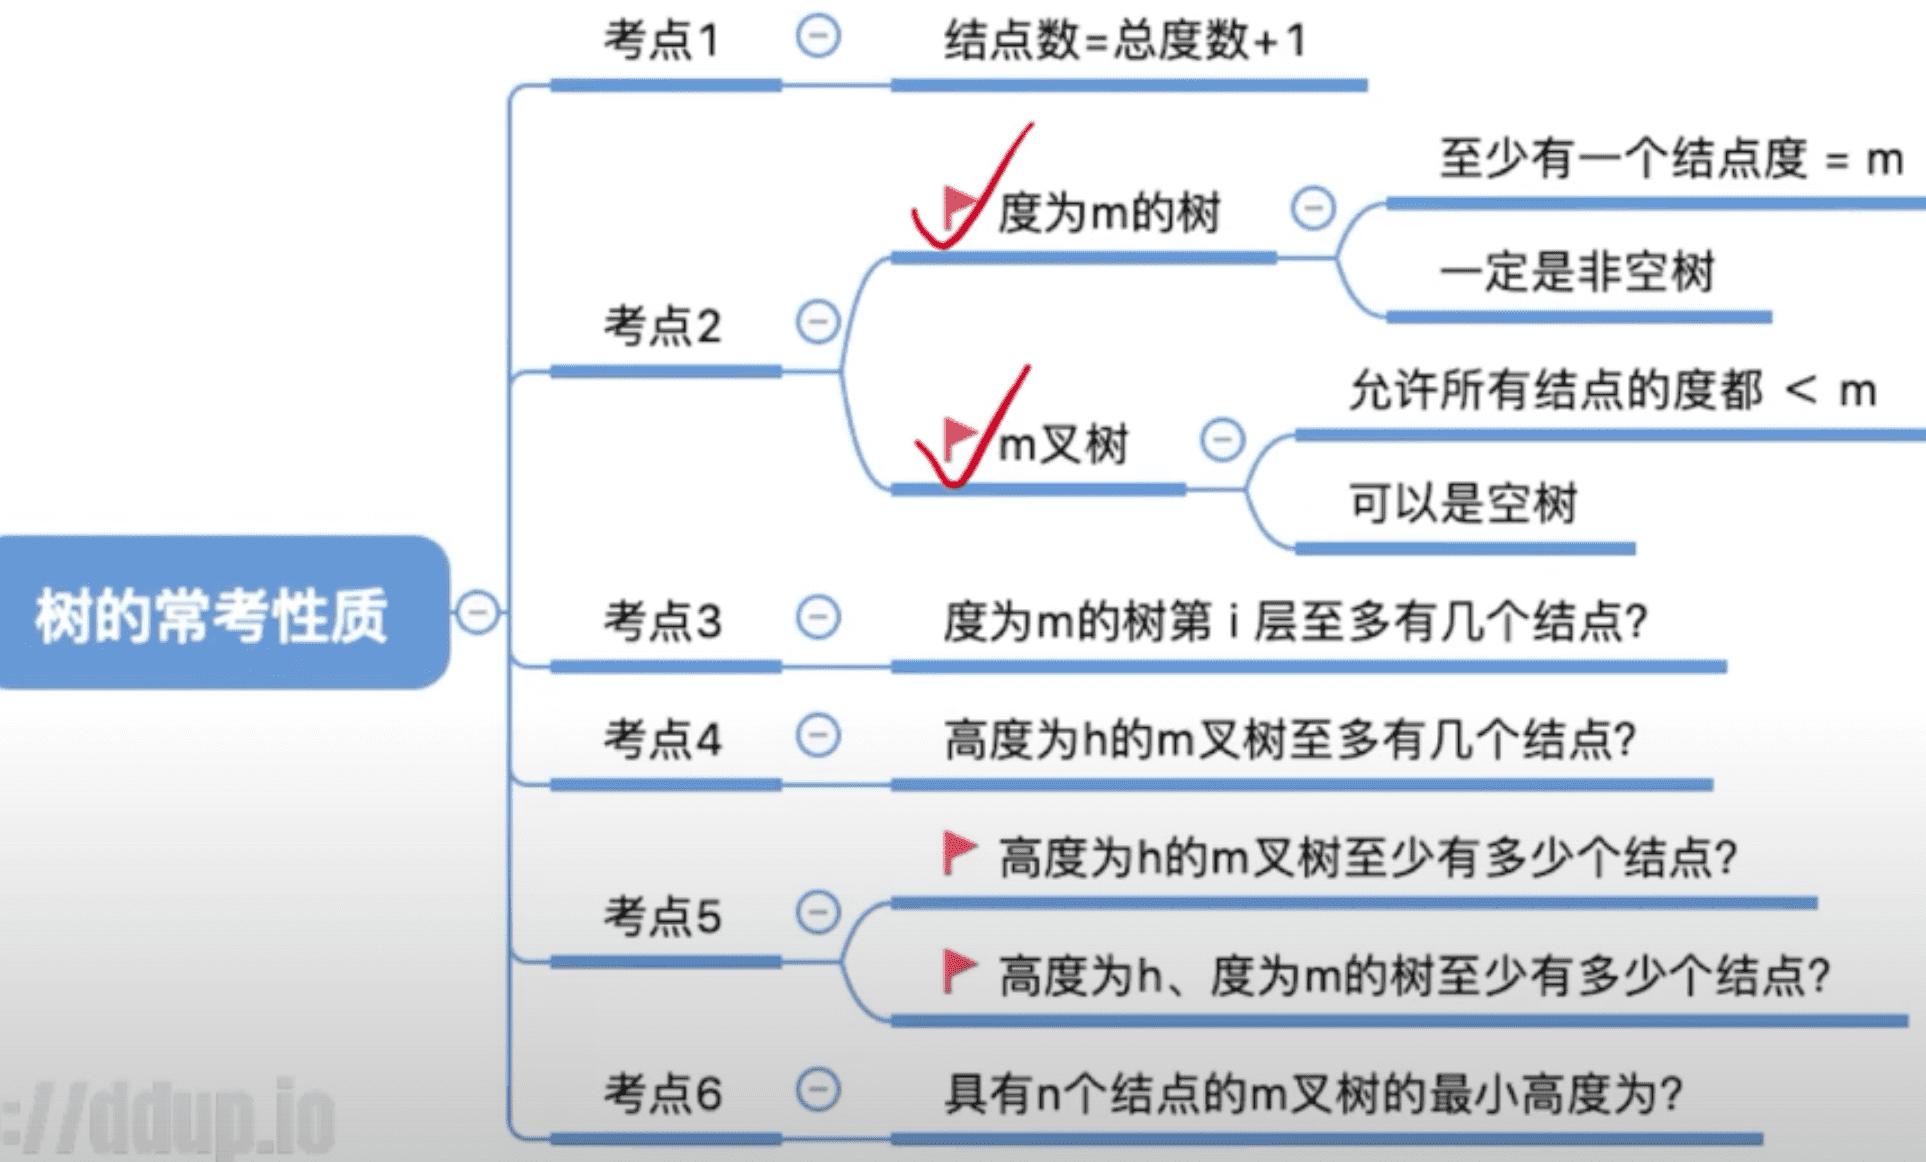 考点1
结点数=总度数+1
至少有一个结点度 = m
度为m的树
一定是非空树
考点2
允许所有结点的度都 < m
m叉树
可以是空树
树的常考性质
考点3
度为m的树第 i 层至多有几个结点?
考点4
高度为h的m叉树至多有几个结点?
高度为h的m叉树至少有多少个结点?
考点5
高度为h、度为m的树至少有多少个结点?
考点6
具有n个结点的m叉树的最小高度为?
://ddup.io